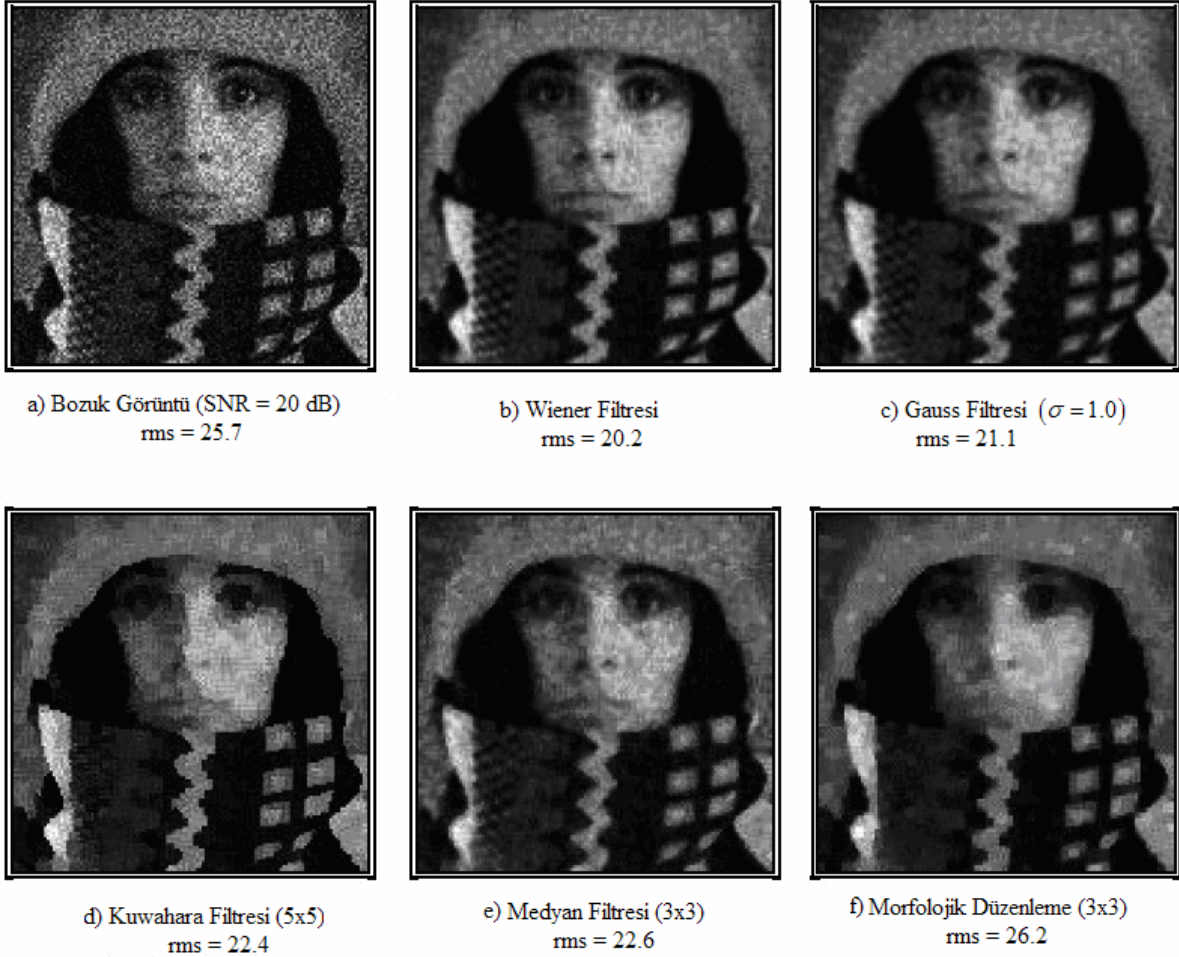 a) Bozuk Görüntü (SNR = 20 dB)
rms = 25.7
b) Wiener Filtresi
rms = 20.2
c) Gauss Filtresi (σ = 1.0)
rms = 21.1
d) Kuwahara Filtresi (5x5)
rms = 22.4
e) Medyan Filtresi (3x3)
rms = 22.6
f) Morfolojik Düzenleme (3x3)
rms = 26.2